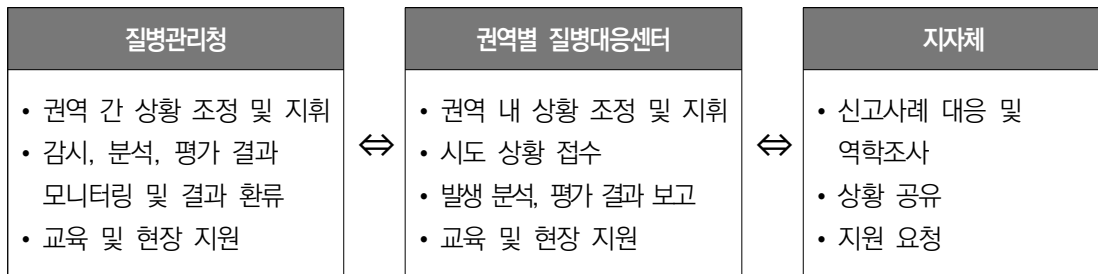 질병관리청
• 권역 간 상황 조정 및 지휘
• 감시, 분석, 평가 결과
모니터링 및 결과 환류
• 교육 및 현장 지원
⇔
권역별 질병대응센터
• 권역 내 상황 조정 및 지휘
• 시도 상황 접수
• 발생 분석, 평가 결과 보고
• 교육 및 현장 지원
⇔
지자체
• 신고사례 대응 및
역학조사
• 상황 공유
• 지원 요청